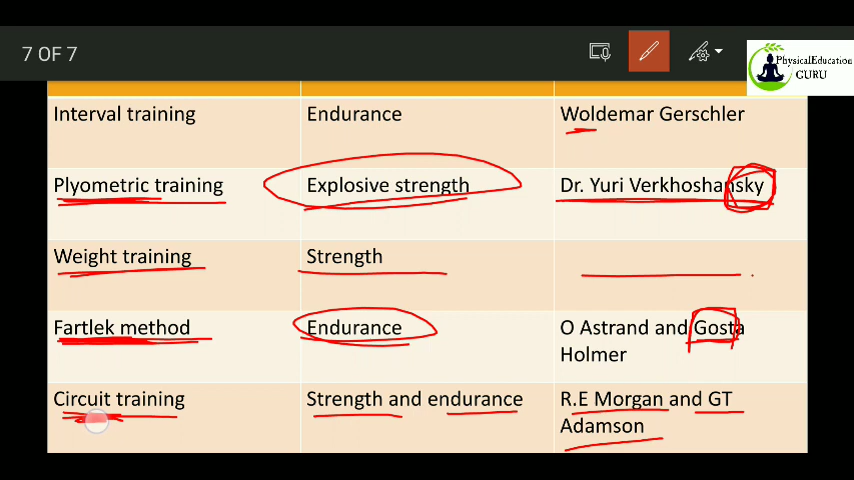 7 OF 7
PhysicalEducation
GURU
Interval training
Endurance
Woldemar Gerschler
Plyometric training
Explosive strength
Dr. Yuri Verkhoshansky
Weight training
Strength
Fartlek method
Endurance
O Astrand and Gosta
Holmer
Circuit training
Strength and endurance
R.E Morgan and GT
Adamson